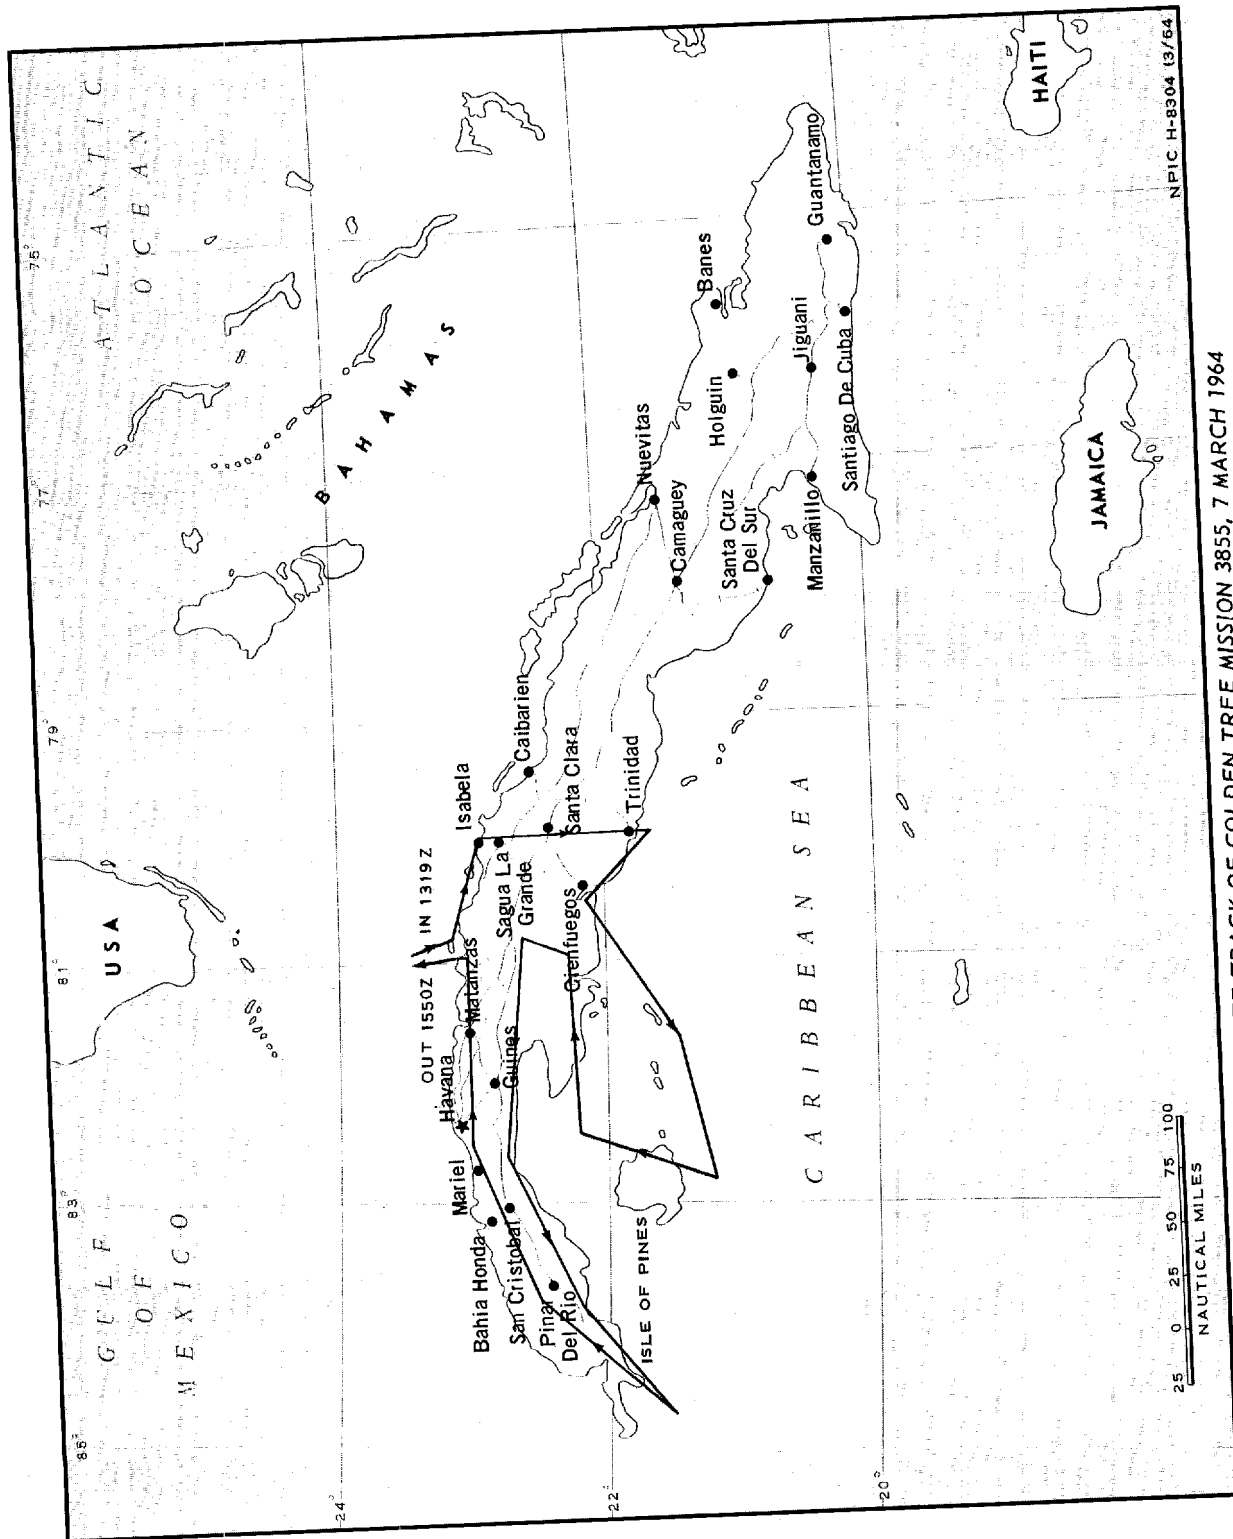 ATLANTIC
OCEAN
GULF
OF
MEXICO
USA
BAHAMAS
85°
83°
81°
79°
77°
75°
24°
22°
20°
OUT 1550Z
IN 1319Z
Havana
Mariel
Bahia Honda
San Cristobal
Pinar
Del Rio
Guines
Matanzas
Isabela
Sagua La
Grande
Caibarien
Santa Clara
Cienfuegos
Trinidad
Nuevitas
Camaguey
Santa Cruz
Del Sur
Holguin
Banes
Manzanillo
Jiguani
Santiago De Cuba
Guantanamo
ISLE OF PINES
CARIBBEAN SEA
JAMAICA
HAITI
25 0 25 50 75 100
NAUTICAL MILES
NPIC H-8304 (3/64)
TRACK OF GOLDEN TREE MISSION 3855, 7 MARCH 1964